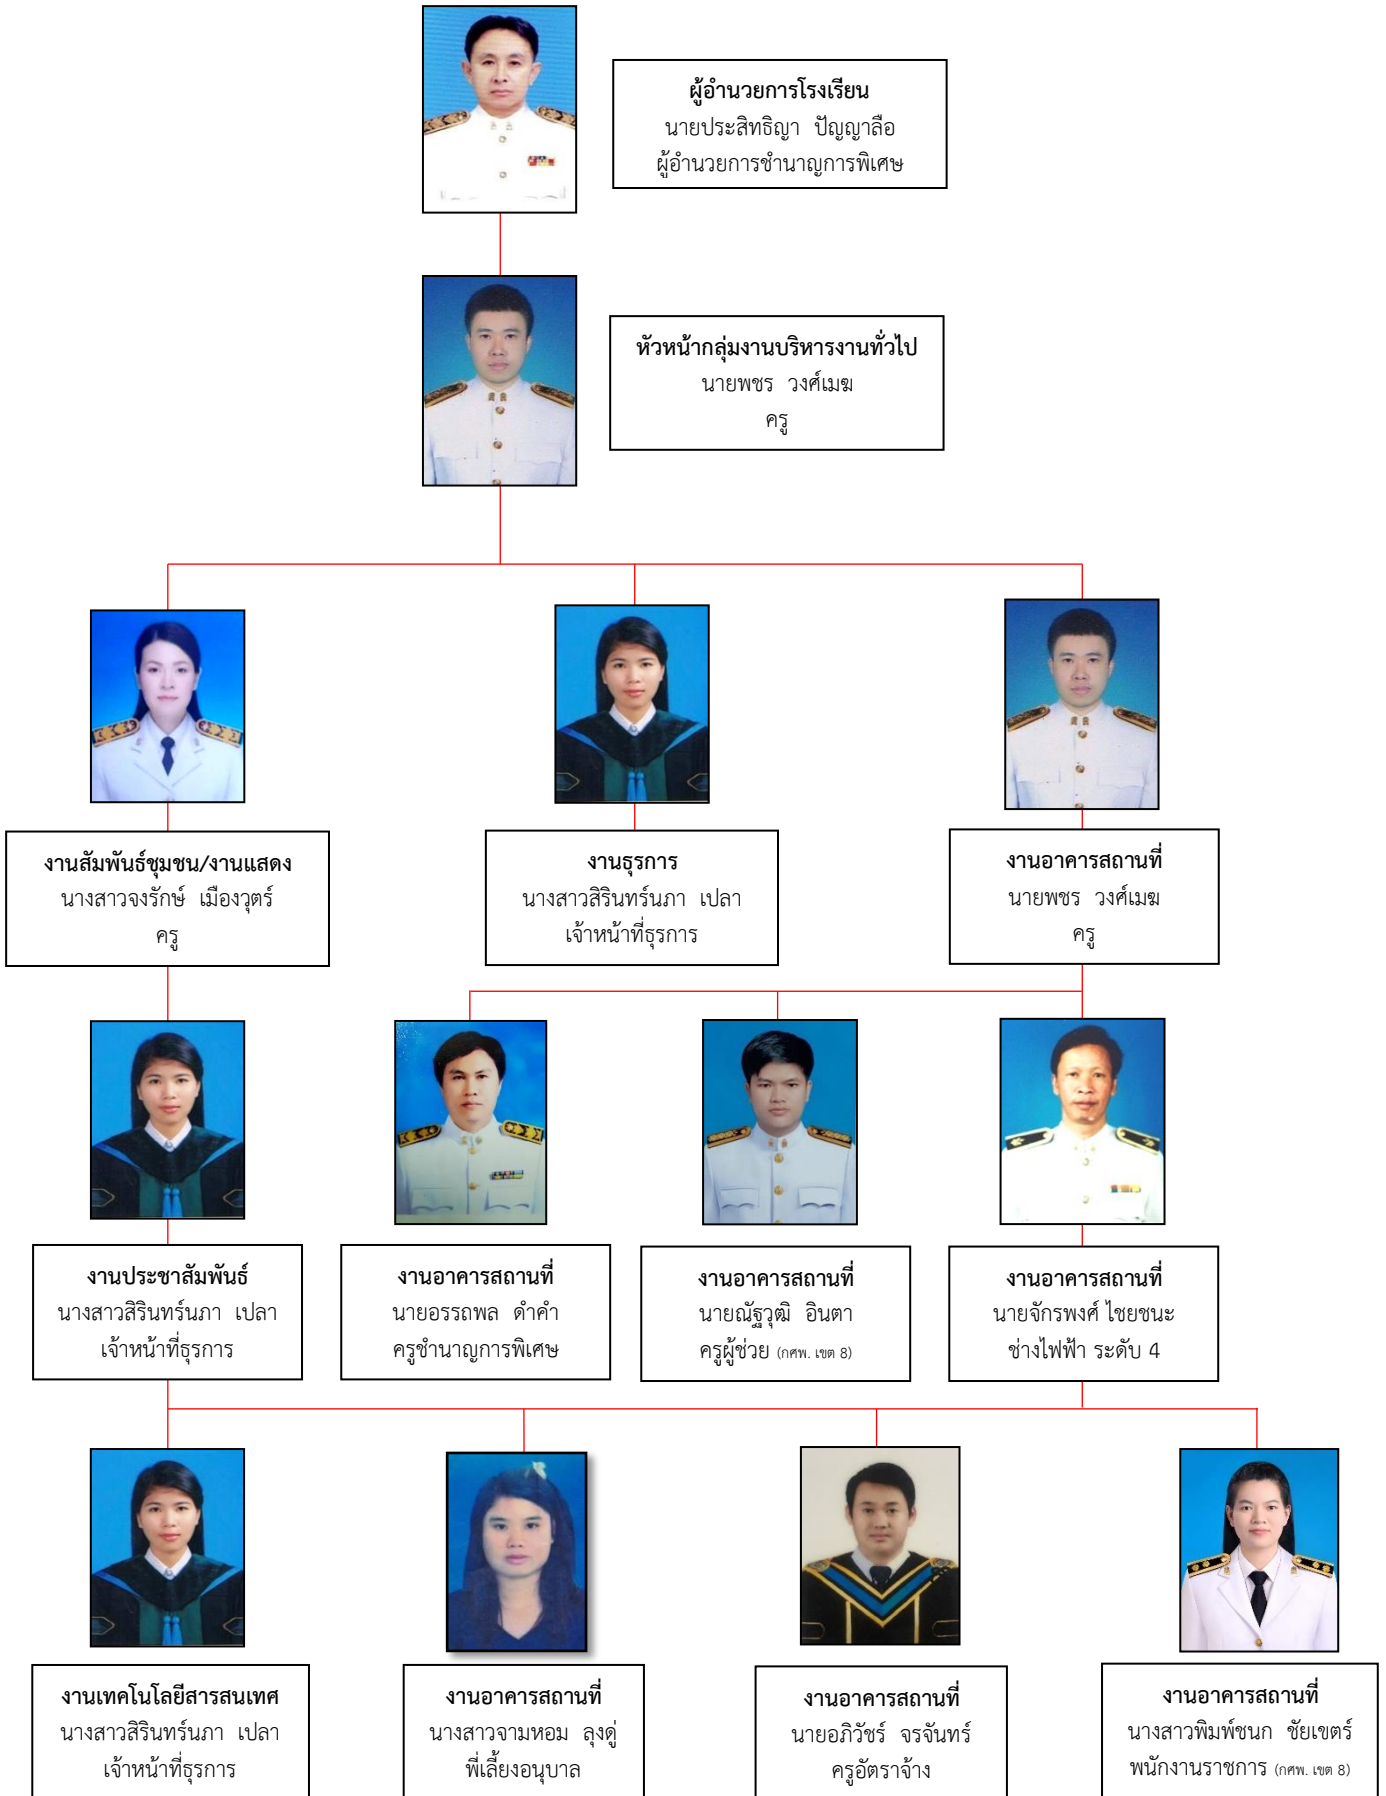 ผู้อำนวยการโรงเรียน
นายประสิทธิญา ปัญญาลือ
ผู้อำนวยการชำนาญการพิเศษ
หัวหน้ากลุ่มงานบริหารงานทั่วไป
นายพชร วงศ์เมฆ
ครู
งานสัมพันธ์ชุมชน/งานแสดง
นางสาวจงรักษ์ เมืองวุตร์
ครู
งานธุรการ
นางสาวสิรินทร์นภา เปลา
เจ้าหน้าที่ธุรการ
งานอาคารสถานที่
นายพชร วงศ์เมฆ
ครู
งานประชาสัมพันธ์
นางสาวสิรินทร์นภา เปลา
เจ้าหน้าที่ธุรการ
งานอาคารสถานที่
นายอรรถพล ดำคำ
ครูชำนาญการพิเศษ
งานอาคารสถานที่
นายณัฐวุฒิ อินตา
ครูผู้ช่วย (กศพ. เขต 8)
งานอาคารสถานที่
นายจักรพงศ์ ไชยชนะ
ช่างไฟฟ้า ระดับ 4
งานเทคโนโลยีสารสนเทศ
นางสาวสิรินทร์นภา เปลา
เจ้าหน้าที่ธุรการ
งานอาคารสถานที่
นางสาวจามหอม ลุงดู่
พี่เลี้ยงอนุบาล
งานอาคารสถานที่
นายอภิวัชร์ จรจันทร์
ครูอัตราจ้าง
งานอาคารสถานที่
นางสาวพิมพ์ชนก ชัยเขตร์
พนักงานราชการ (กศพ. เขต 8)